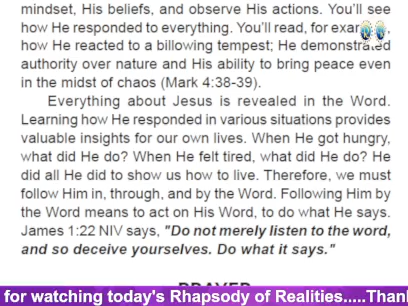 mindset, His beliefs, and observe His actions. You'll see
how He responded to everything. You'll read, for
how He reacted to a billowing tempest; He demonstrated
authority over nature and His ability to bring peace even
in the midst of chaos (Mark 4:38-39).
Everything about Jesus is revealed in the Word.
Learning how He responded in various situations provides
valuable insights for our own lives. When He got hungry,
what did He do? When He felt tired, what did He do? He
did all He did to show us how to live. Therefore, we must
follow Him in, through, and by the Word. Following Him by
the Word means to act on His Word, to do what He says.
James 1:22 NIV says, "Do not merely listen to the word,
and so deceive yourselves. Do what it says."
PRAYER
for watching today's Rhapsody of Realities.....Than